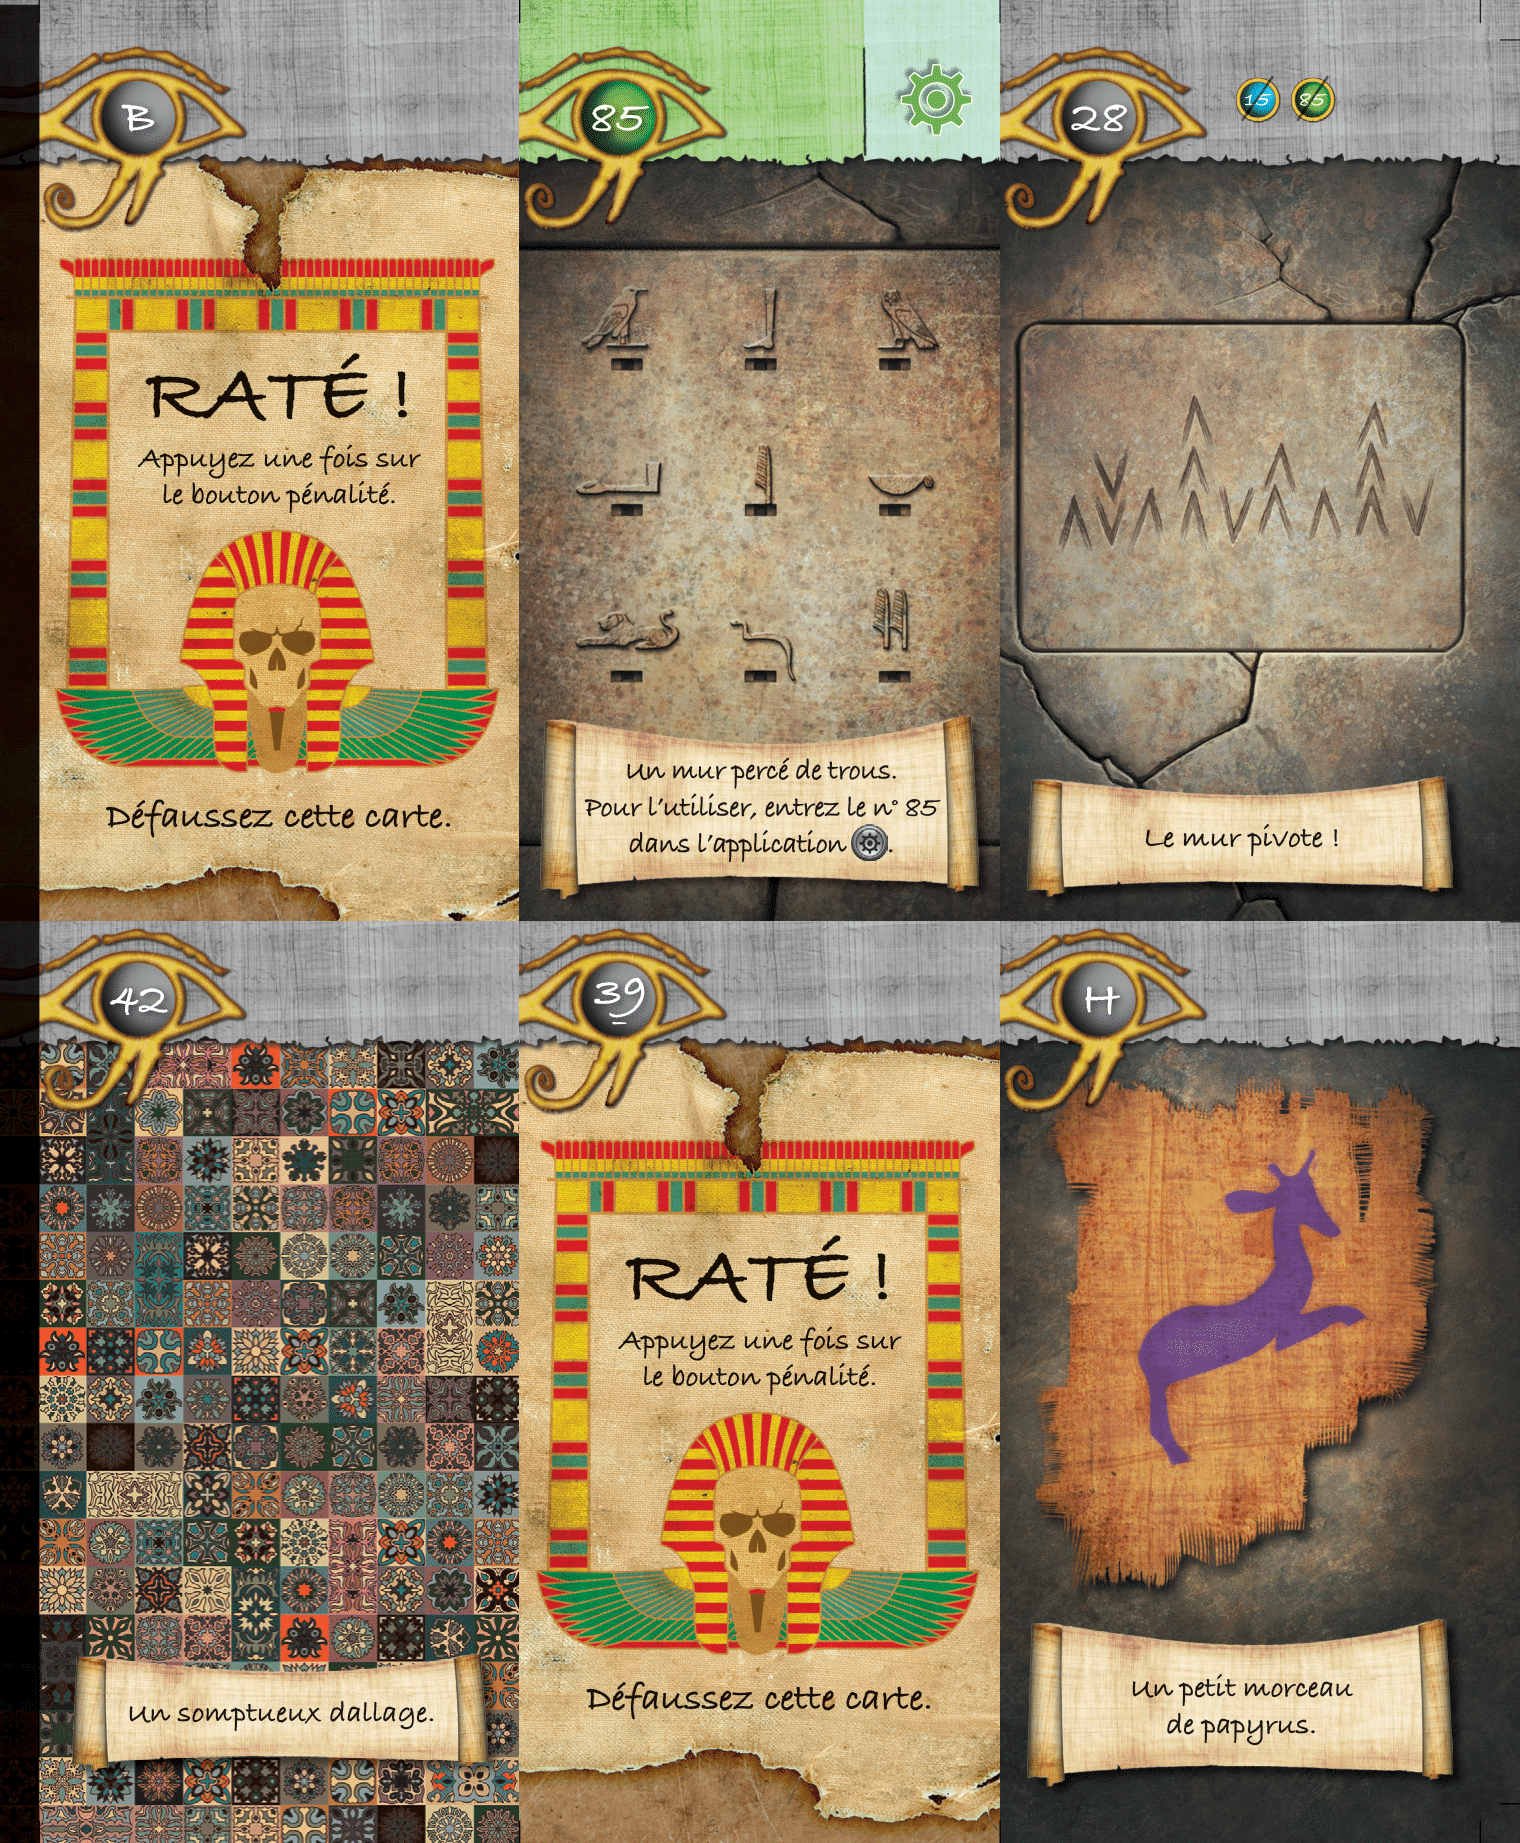 B
RATÉ !
Appuyez une fois sur
le bouton pénalité.
Défaussez cette carte.
85
Un mur percé de trous.
Pour l'utiliser, entrez le n° 85
dans l'application .
28
15 85
Le mur pivote !
42
Un somptueux dallage.
39
RATÉ !
Appuyez une fois sur
le bouton pénalité.
Défaussez cette carte.
H
Un petit morceau
de papyrus.